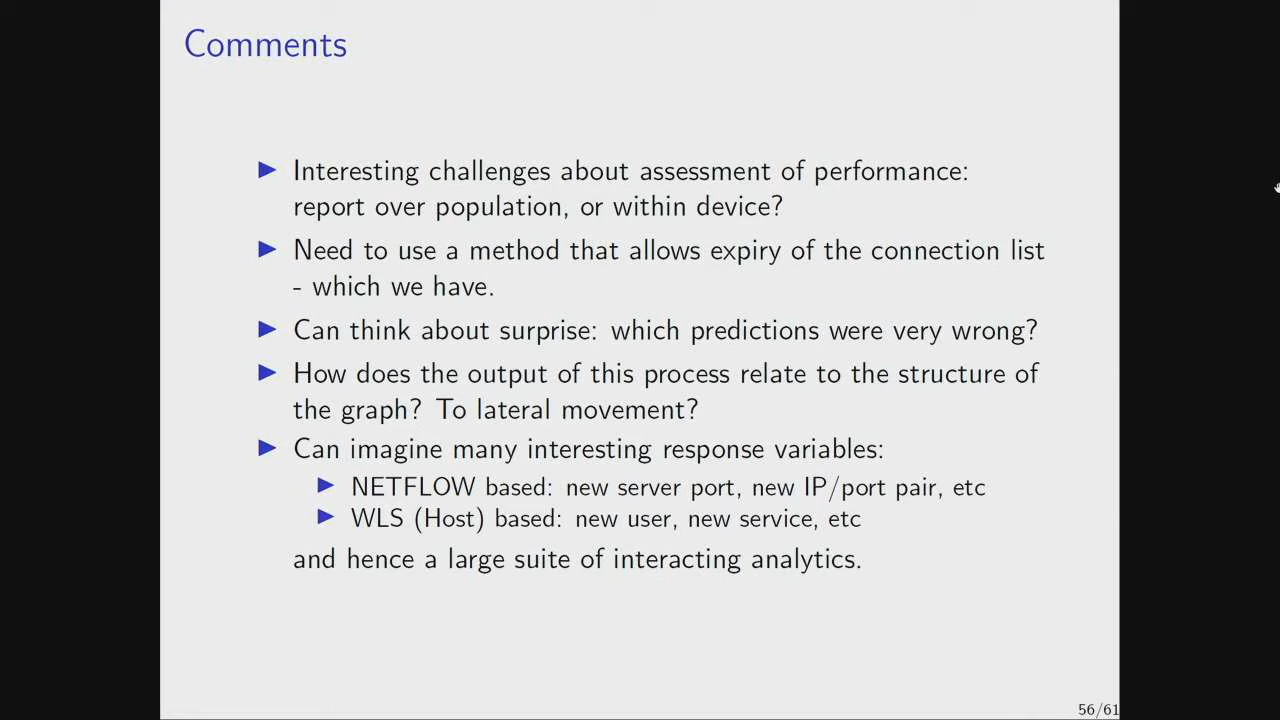 Comments
Interesting challenges about assessment of performance:
report over population, or within device?
Need to use a method that allows expiry of the connection list
- which we have.
Can think about surprise: which predictions were very wrong?
How does the output of this process relate to the structure of
the graph? To lateral movement?
Can imagine many interesting response variables:
NETFLOW based: new server port, new IP/port pair, etc
WLS (Host) based: new user, new service, etc
and hence a large suite of interacting analytics.
56/61